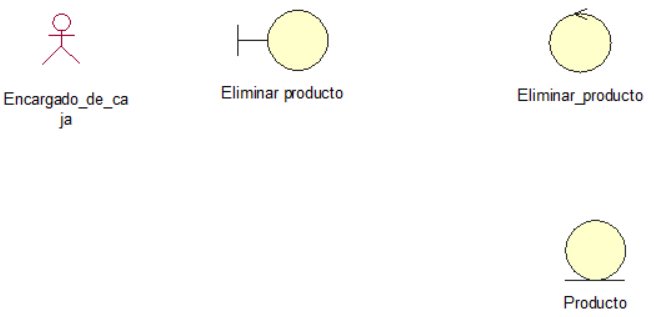 Encargado_de_ca
ja
Eliminar producto
Eliminar_producto
Producto